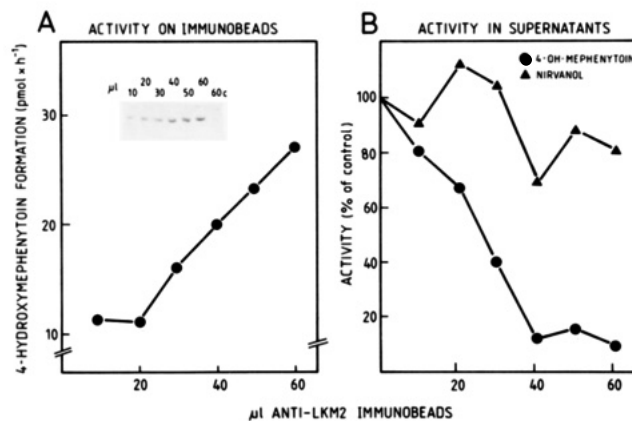 A ACTIVITY ON IMMUNOBEADS
4-HYDROXYMEPHENYTOIN FORMATION (pmol x h⁻¹)
30
20
10
µl 10 20 30 40 50 60 60c
20 40 60
B ACTIVITY IN SUPERNATANTS
4-OH-MEPHENYTOIN
NIRVANOL
ACTIVITY (% of control)
100
80
60
40
20
20 40 60
µl ANTI-LKM2 IMMUNOBEADS